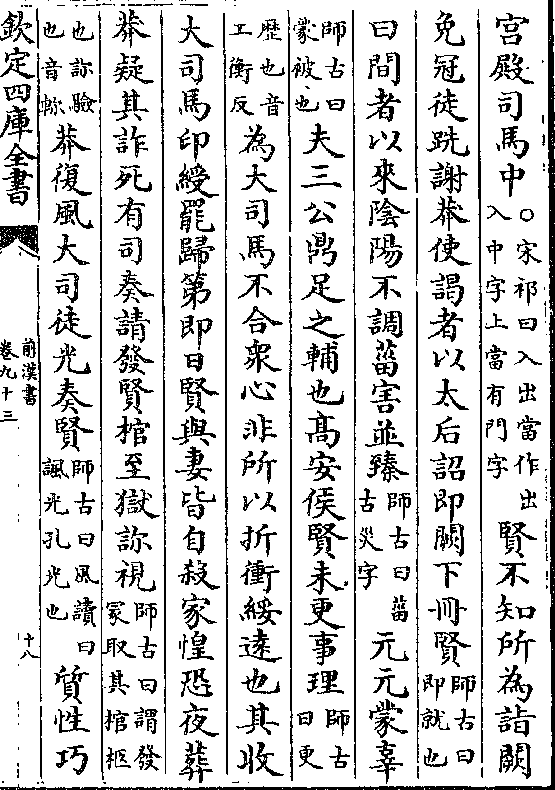 宮殿司馬中○宋祁曰入出當作出入中字上當有門字賢不知所為詣闕
免冠徒跣謝莽使謁者以太后詔即闕下冊賢師古曰即就也
曰間者以來陰陽不調菑害並臻師古曰菑古災字元元蒙辜
師古曰蒙被也夫三公鼎足之輔也高安侯賢未更事理師古曰更
歷也音工衡反為大司馬不合衆心非所以折衝綏遠也其收
大司馬印綬罷歸第即日賢與妻皆自殺家惶恐夜葬
莽疑其詐死有司奏請發賢棺至獄診視師古曰謂發冡取其棺柩
也診驗也音軫莽復風大司徒光奏賢師古曰風讀曰諷光孔光也質性巧
欽定四庫全書
前漢書
卷九十三
十八